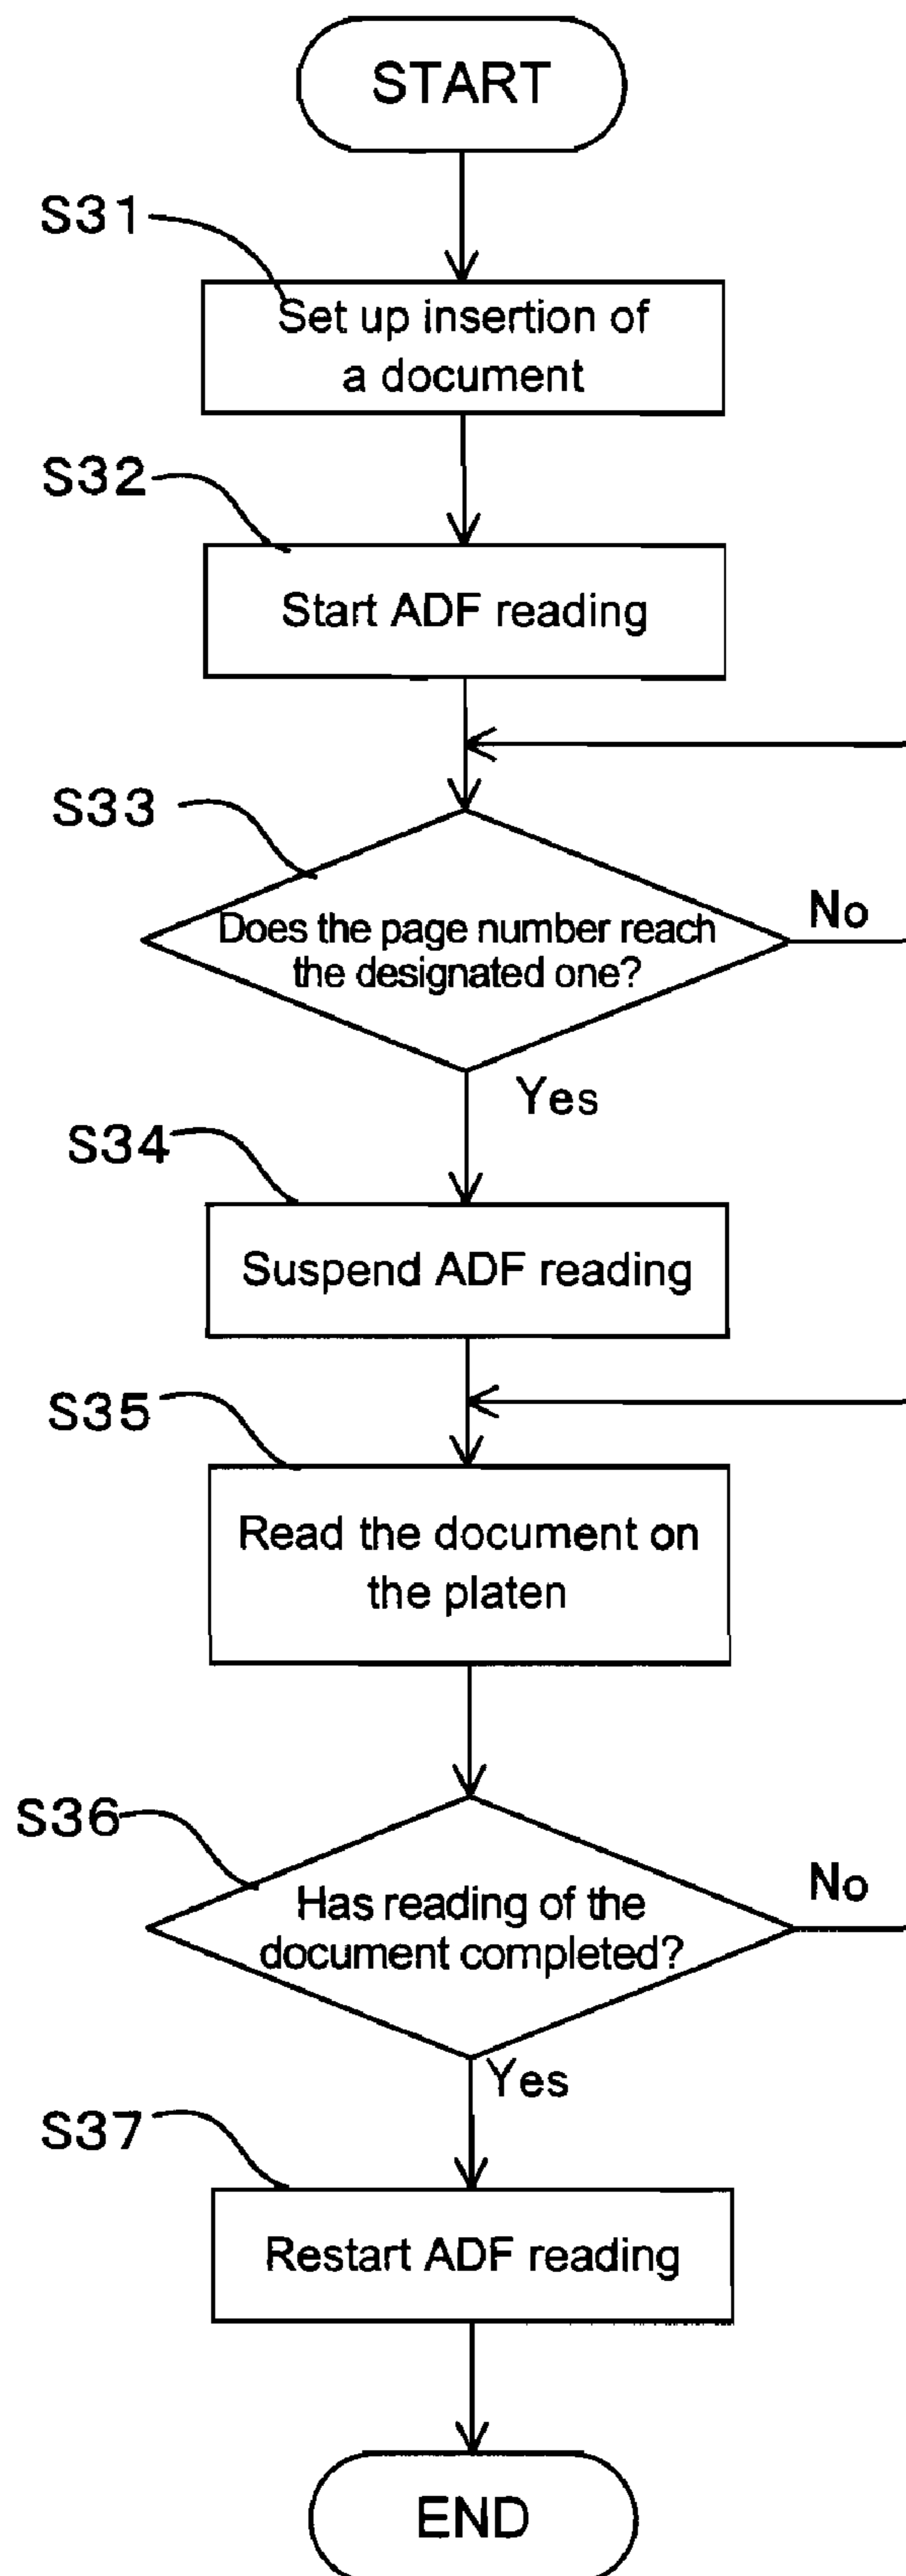 START
S31
Set up insertion of
a document
S32
Start ADF reading
S33
Does the page number reach
the designated one?
No
Yes
S34
Suspend ADF reading
S35
Read the document on
the platen
S36
Has reading of the
document completed?
No
Yes
S37
Restart ADF reading
END